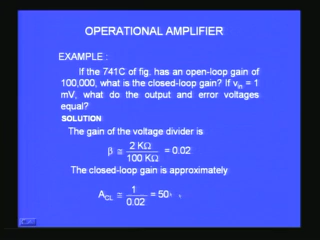 OPERATIONAL AMPLIFIER
EXAMPLE :
If the 741C of fig. has an open-loop gain of
100,000, what is the closed-loop gain? If vin = 1
mV, what do the output and error voltages
equal?
SOLUTION
The gain of the voltage divider is
β ≅ 2 KΩ / 100 KΩ = 0.02
The closed-loop gain is approximately
ACL ≅ 1 / 0.02 = 50